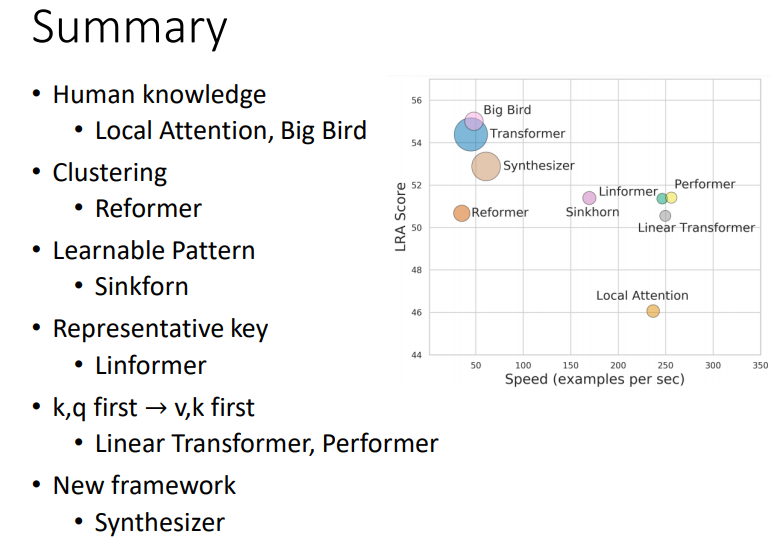 Summary
• Human knowledge
• Local Attention, Big Bird
• Clustering
• Reformer
• Learnable Pattern
• Sinkforn
• Representative key
• Linformer
• k,q first → v,k first
• Linear Transformer, Performer
• New framework
• Synthesizer
LRA Score
56
54
52
50
48
46
44
Big Bird
Transformer
Synthesizer
Performer
Linformer
Reformer
Sinkhorn
Linear Transformer
Local Attention
50 100 150 200 250 300 350
Speed (examples per sec)